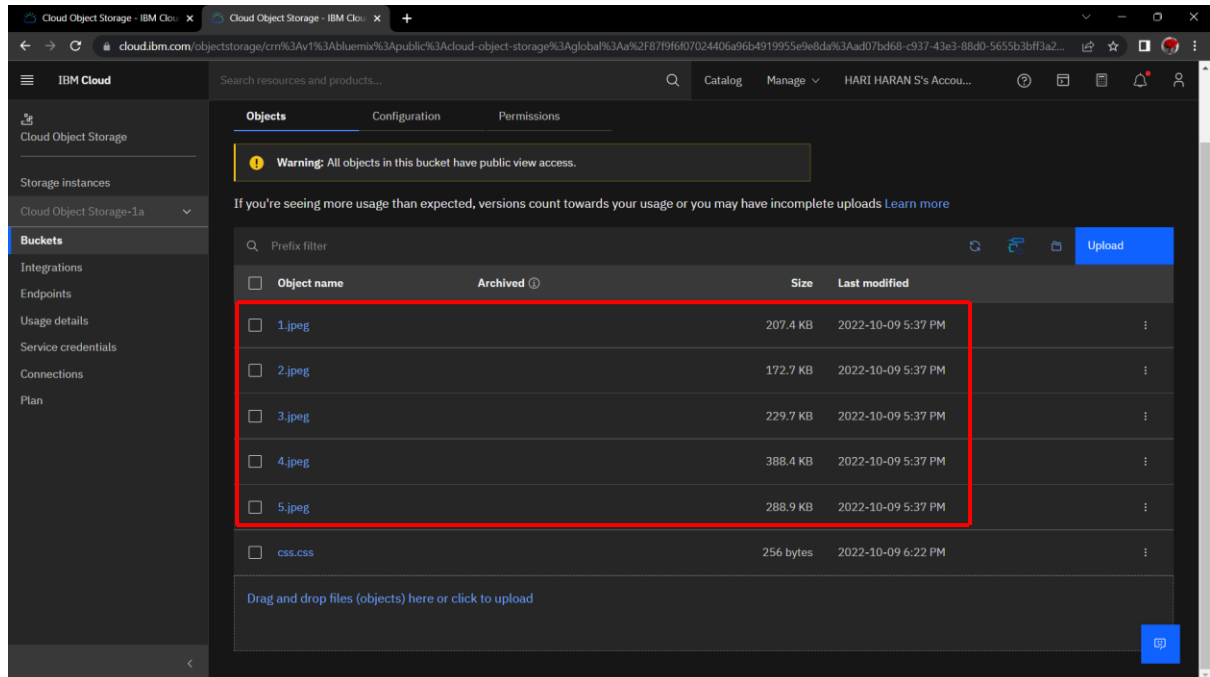 Cloud Object Storage - IBM Clou
Cloud Object Storage - IBM Clou
cloud.ibm.com/objectstorage/crn%3Av1%3Abluemix%3Apublic%3Acloud-object-storage%3Aglobal%3Aa%2F87f9f6f07024406a96b4919955e9e8da%3Aad07bd68-c937-43e3-88d0-5655b3bff3a2...
IBM Cloud
Search resources and products...
Catalog
Manage
HARI HARAN S's Accou...
Cloud Object Storage
Storage instances
Cloud Object Storage-1a
Buckets
Integrations
Endpoints
Usage details
Service credentials
Connections
Plan
Objects Configuration Permissions
Warning: All objects in this bucket have public view access.
If you're seeing more usage than expected, versions count towards your usage or you may have incomplete uploads Learn more
Prefix filter
Upload
Object name Archived Size Last modified
1.jpeg 207.4 KB 2022-10-09 5:37 PM
2.jpeg 172.7 KB 2022-10-09 5:37 PM
3.jpeg 229.7 KB 2022-10-09 5:37 PM
4.jpeg 388.4 KB 2022-10-09 5:37 PM
5.jpeg 288.9 KB 2022-10-09 5:37 PM
css.css 256 bytes 2022-10-09 6:22 PM
Drag and drop files (objects) here or click to upload